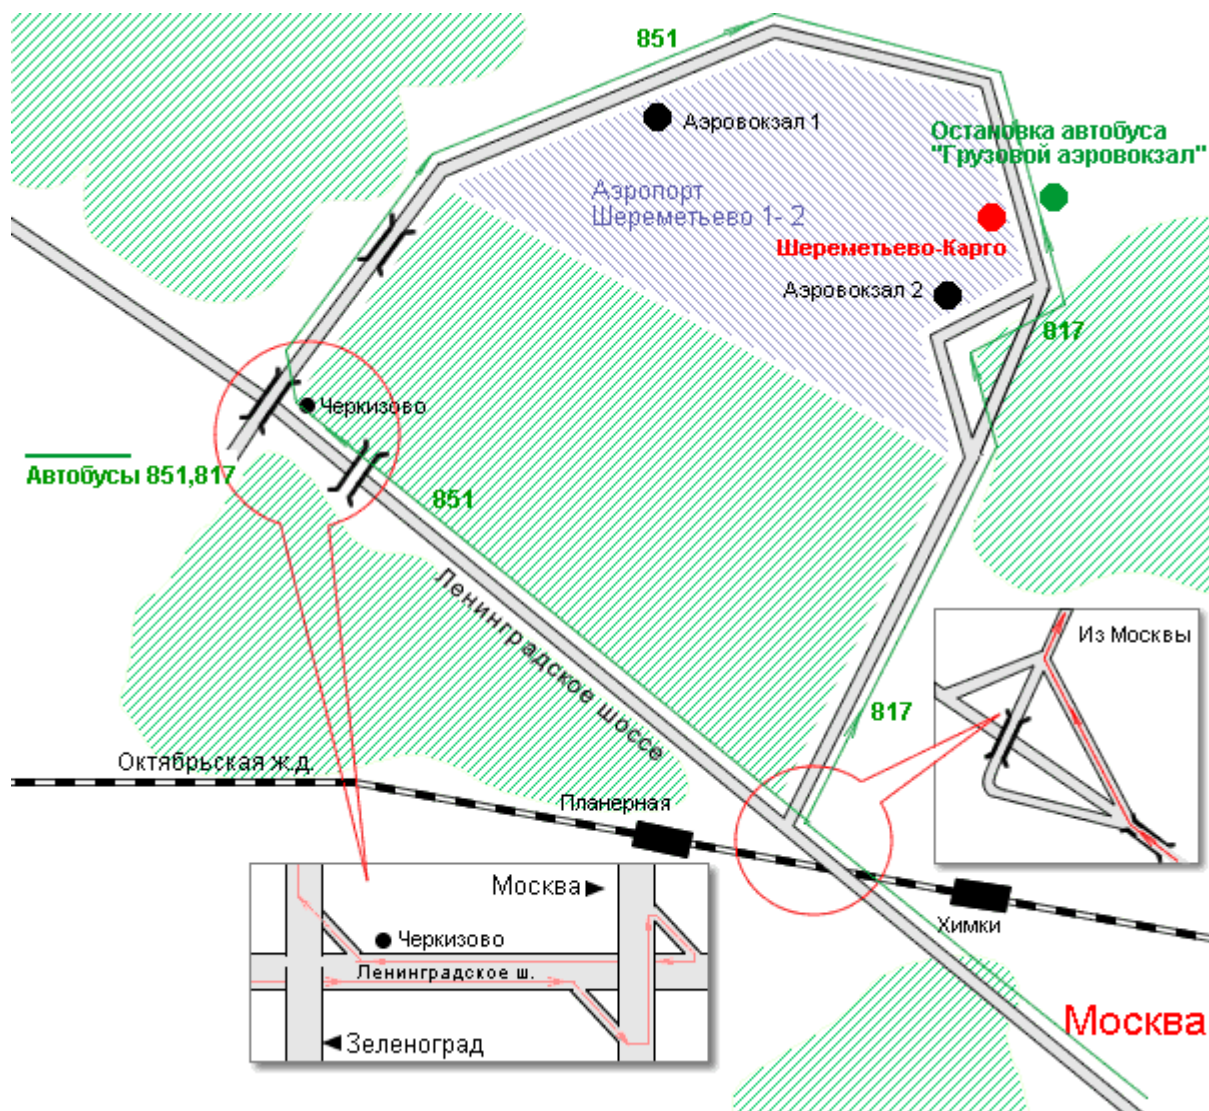 851
Аэровокзал 1
Остановка автобуса
"Грузовой аэровокзал"
Аэропорт
Шереметьево 1- 2
Шереметьево-Карго
Аэровокзал 2
817
Черкизово
Автобусы 851,817
851
Ленинградское шоссе
Из Москвы
817
Октябрьская ж.д.
Планерная
Москва
Химки
Черкизово
Ленинградское ш.
Москва
Зеленоград